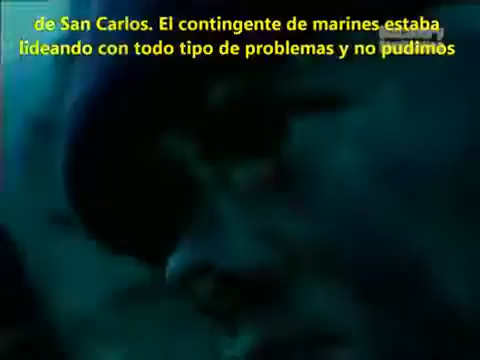 de San Carlos. El contingente de marines estaba
lideando con todo tipo de problemas y no pudimos